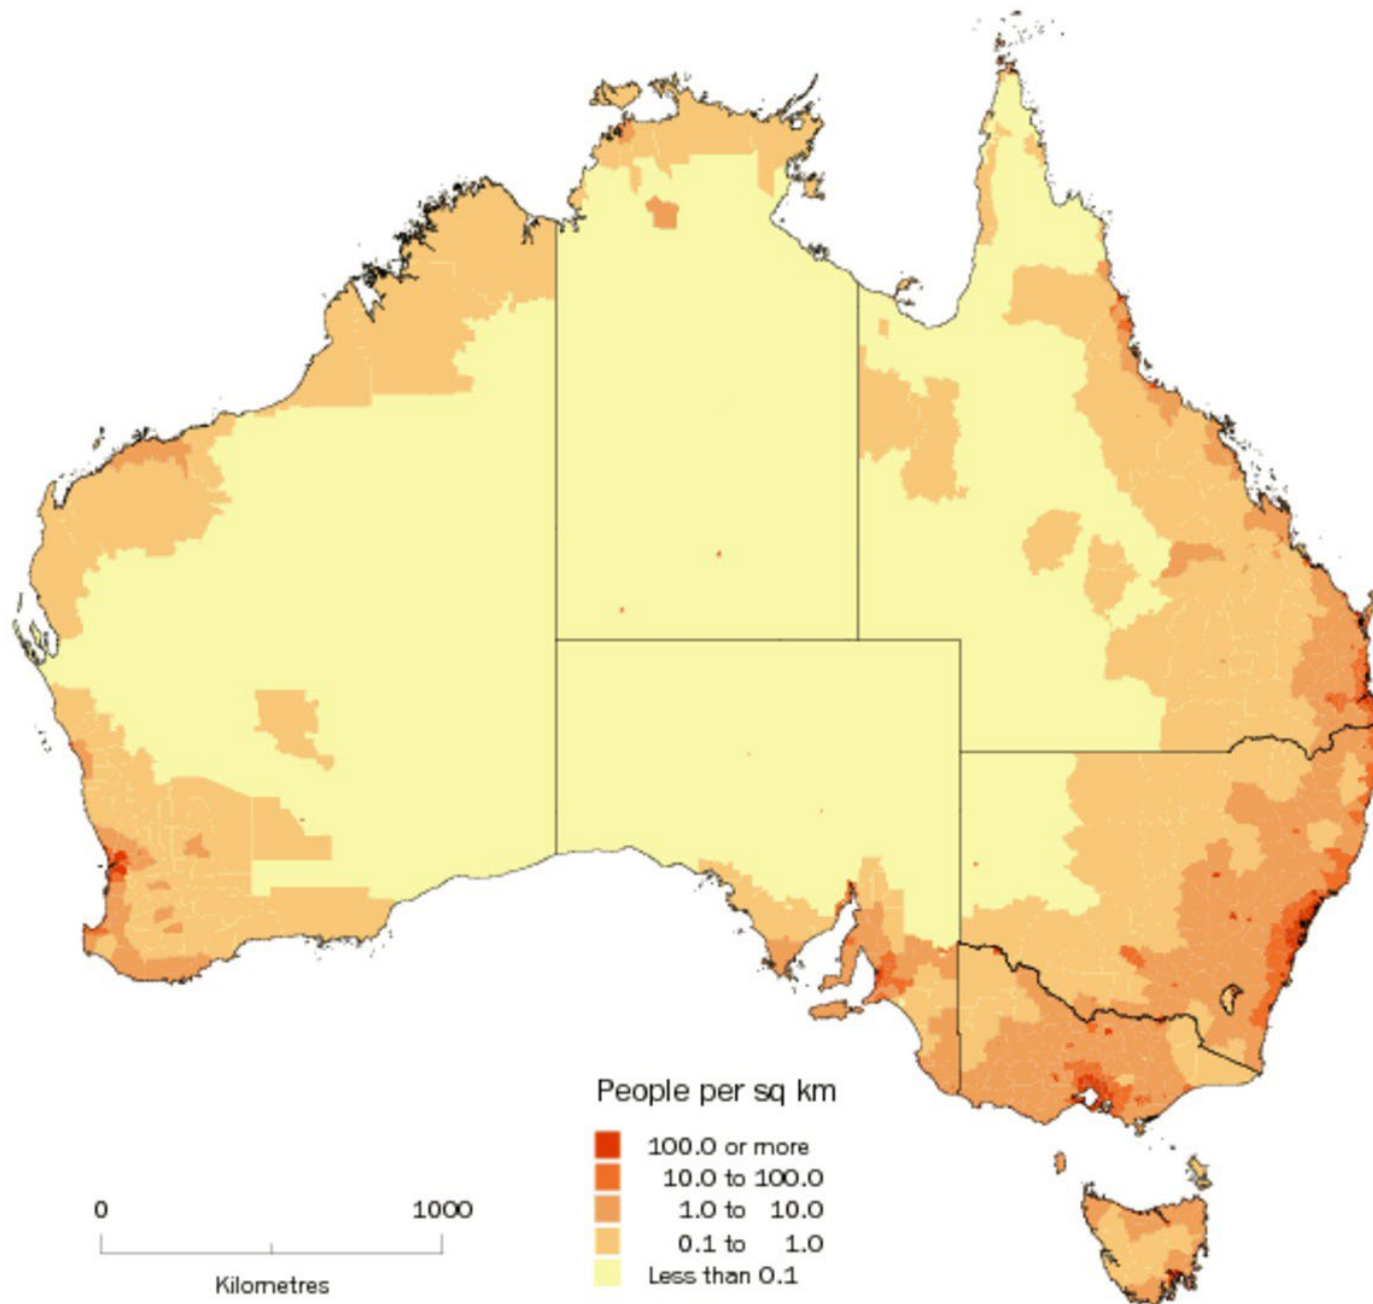 People per sq km
100.0 or more
10.0 to 100.0
1.0 to 10.0
0.1 to 1.0
Less than 0.1
0 1000
Kilometres